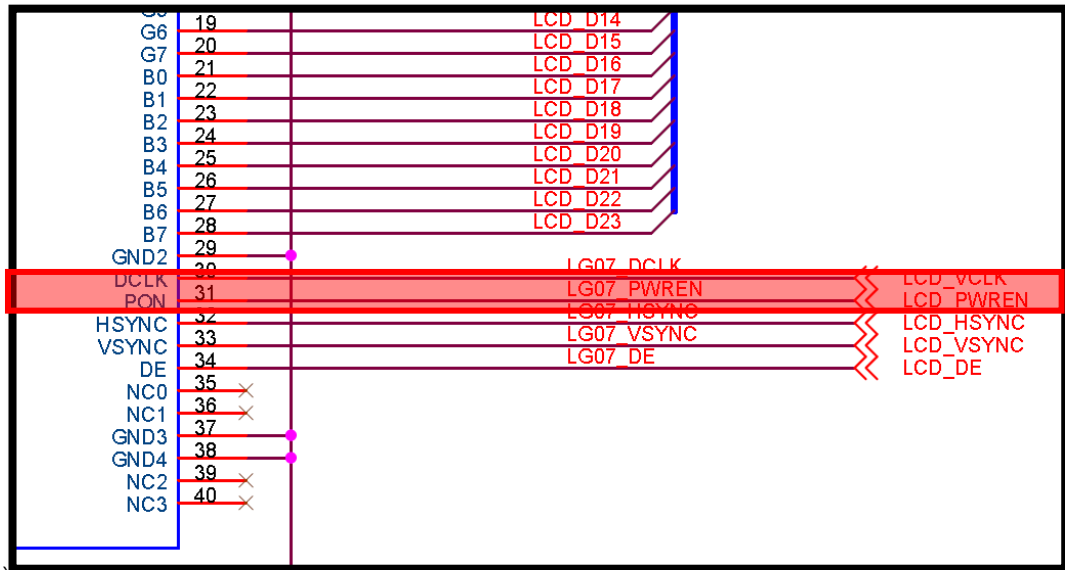 G6 19 LCD_D14
G7 20 LCD_D15
B0 21 LCD_D16
B1 22 LCD_D17
B2 23 LCD_D18
B3 24 LCD_D19
B4 25 LCD_D20
B5 26 LCD_D21
B6 27 LCD_D22
B7 28 LCD_D23
GND2 29
DCLK 30 LG07_DCLK LCD_VCLK
PON 31 LG07_PWREN LCD_PWREN
HSYNC 32 LG07_HSYNC LCD_HSYNC
VSYNC 33 LG07_VSYNC LCD_VSYNC
DE 34 LG07_DE LCD_DE
NC0 35
NC1 36
GND3 37
GND4 38
NC2 39
NC3 40